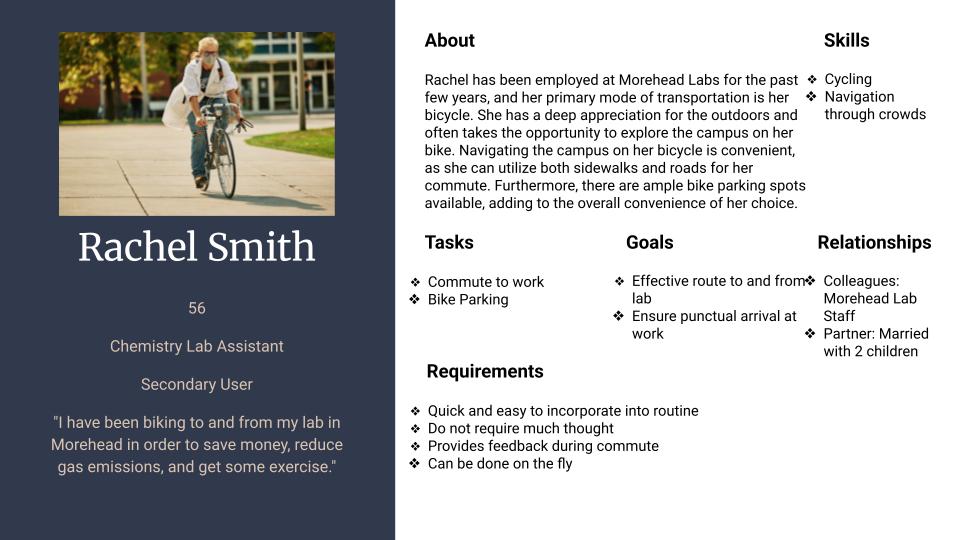 Rachel Smith
56
Chemistry Lab Assistant
Secondary User
"I have been biking to and from my lab in
Morehead in order to save money, reduce
gas emissions, and get some exercise."
About
Rachel has been employed at Morehead Labs for the past
few years, and her primary mode of transportation is her
bicycle. She has a deep appreciation for the outdoors and
often takes the opportunity to explore the campus on her
bike. Navigating the campus on her bicycle is convenient,
as she can utilize both sidewalks and roads for her
commute. Furthermore, there are ample bike parking spots
available, adding to the overall convenience of her choice.
Skills
❖ Cycling
❖ Navigation
through crowds
Tasks
❖ Commute to work
❖ Bike Parking
Goals
❖ Effective route to and from
lab
❖ Ensure punctual arrival at
work
Relationships
❖ Colleagues:
Morehead Lab
Staff
❖ Partner: Married
with 2 children
Requirements
❖ Quick and easy to incorporate into routine
❖ Do not require much thought
❖ Provides feedback during commute
❖ Can be done on the fly